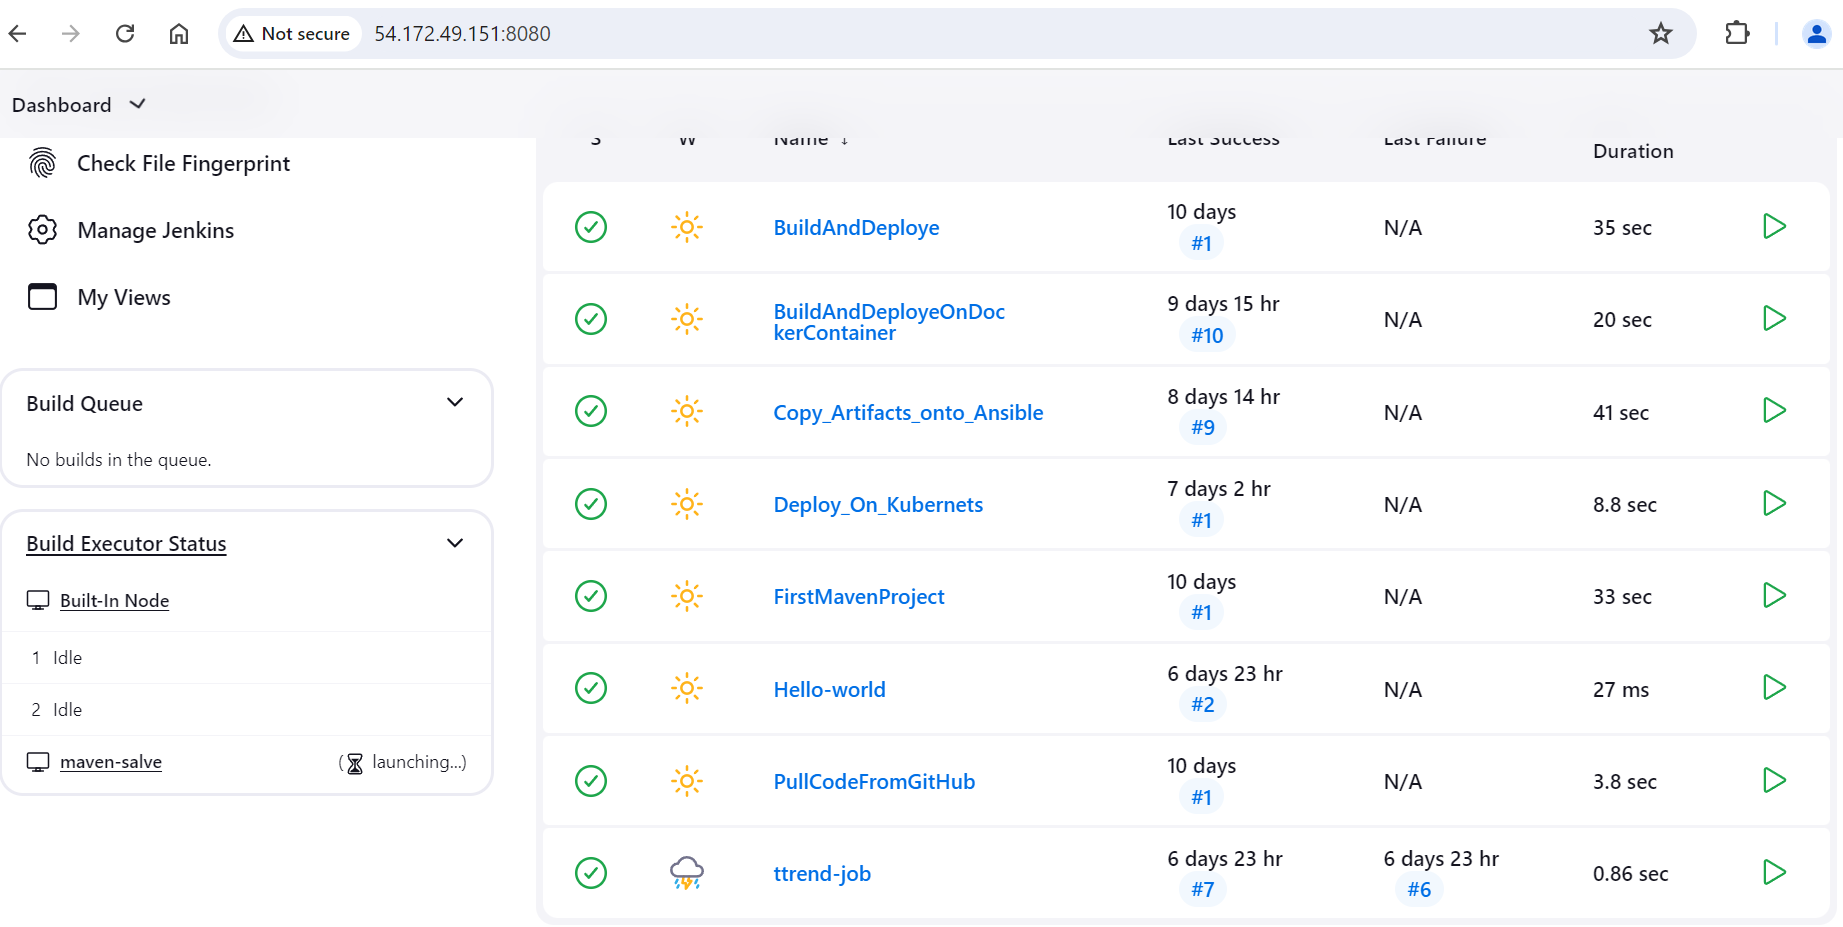 Not secure 54.172.49.151:8080
Dashboard
Check File Fingerprint
Manage Jenkins
My Views
Build Queue
No builds in the queue.
Build Executor Status
Built-In Node
1 Idle
2 Idle
maven-salve (launching...)
S W Name ↓ Last Success Last Failure Duration
BuildAndDeploye 10 days #1 N/A 35 sec
BuildAndDeployeOnDoc
kerContainer 9 days 15 hr #10 N/A 20 sec
Copy_Artifacts_onto_Ansible 8 days 14 hr #9 N/A 41 sec
Deploy_On_Kubernets 7 days 2 hr #1 N/A 8.8 sec
FirstMavenProject 10 days #1 N/A 33 sec
Hello-world 6 days 23 hr #2 N/A 27 ms
PullCodeFromGitHub 10 days #1 N/A 3.8 sec
ttrend-job 6 days 23 hr #7 6 days 23 hr #6 0.86 sec